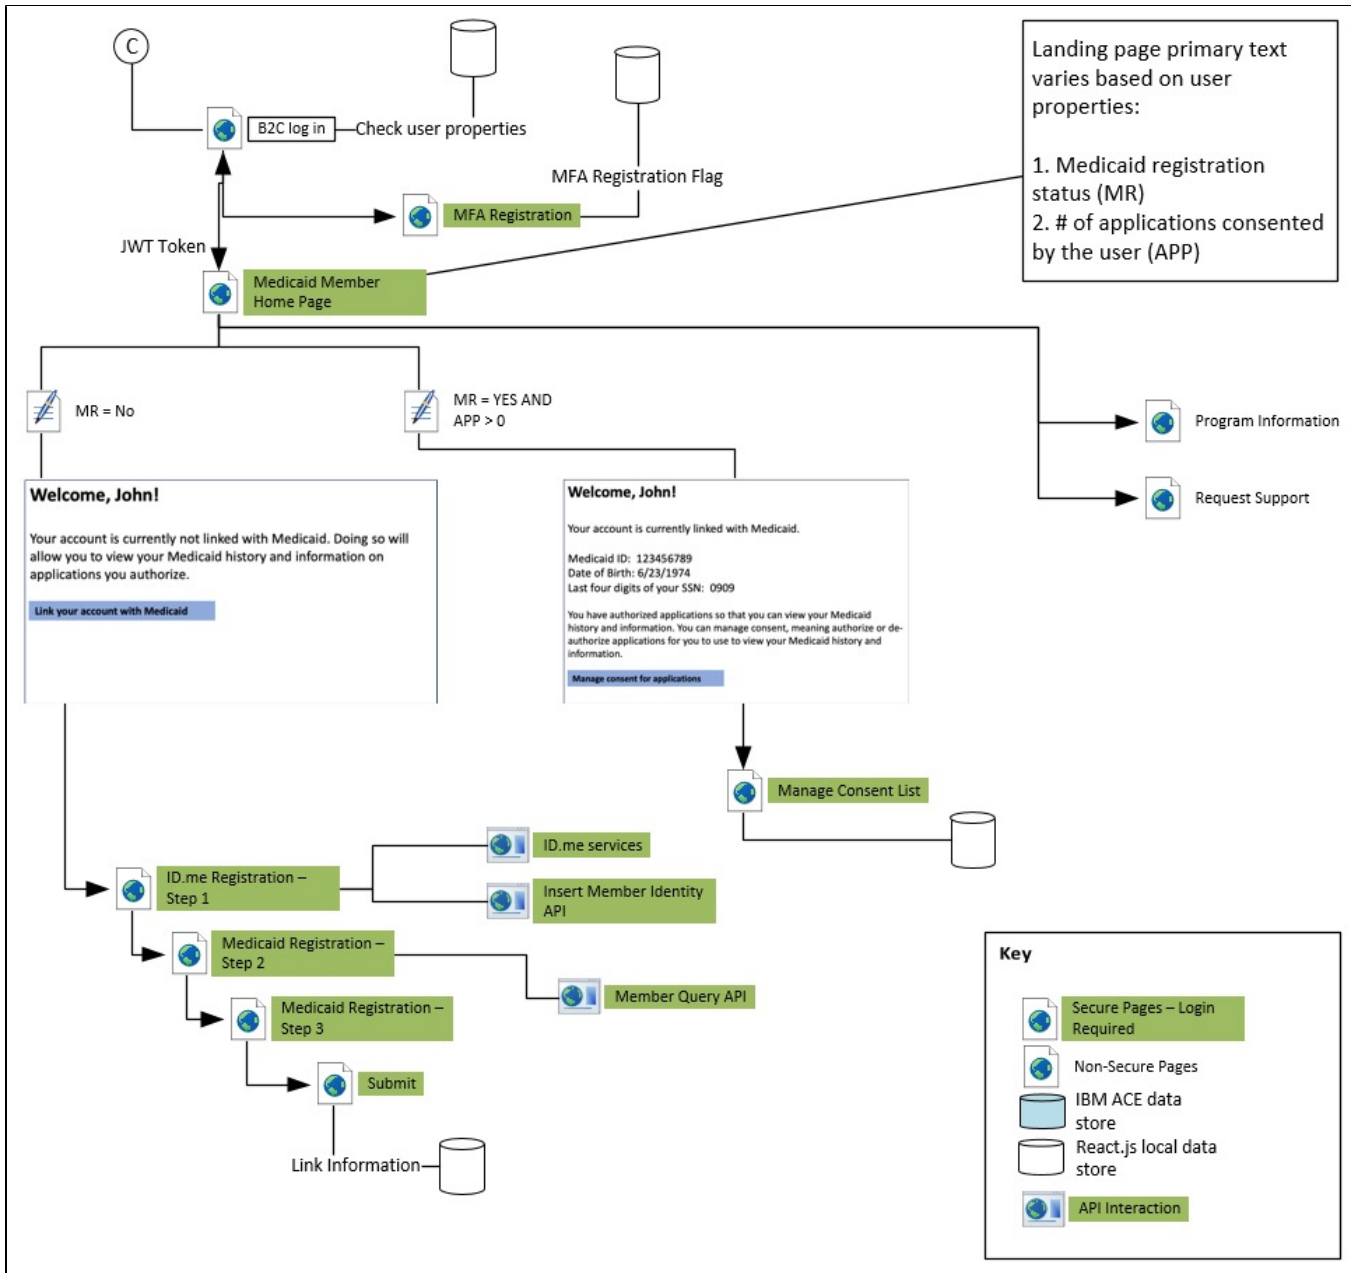 C
Landing page primary text
varies based on user
properties:
1. Medicaid registration
status (MR)
2. # of applications consented
by the user (APP)
B2C log in
Check user properties
MFA Registration Flag
MFA Registration
JWT Token
Medicaid Member
Home Page
MR = No
MR = YES AND
APP > 0
Program Information
Request Support
Welcome, John!
Your account is currently not linked with Medicaid. Doing so will
allow you to view your Medicaid history and information on
applications you authorize.
Link your account with Medicaid
Welcome, John!
Your account is currently linked with Medicaid.
Medicaid ID: 123456789
Date of Birth: 6/23/1974
Last four digits of your SSN: 0909
You have authorized applications so that you can view your Medicaid
history and information. You can manage consent, meaning authorize or de-
authorize applications for you to use to view your Medicaid history and
information.
Manage consent for applications
Manage Consent List
ID.me services
ID.me Registration –
Step 1
Insert Member Identity
API
Medicaid Registration –
Step 2
Member Query API
Medicaid Registration –
Step 3
Submit
Link Information
Key
Secure Pages – Login
Required
Non-Secure Pages
IBM ACE data
store
React.js local data
store
API Interaction